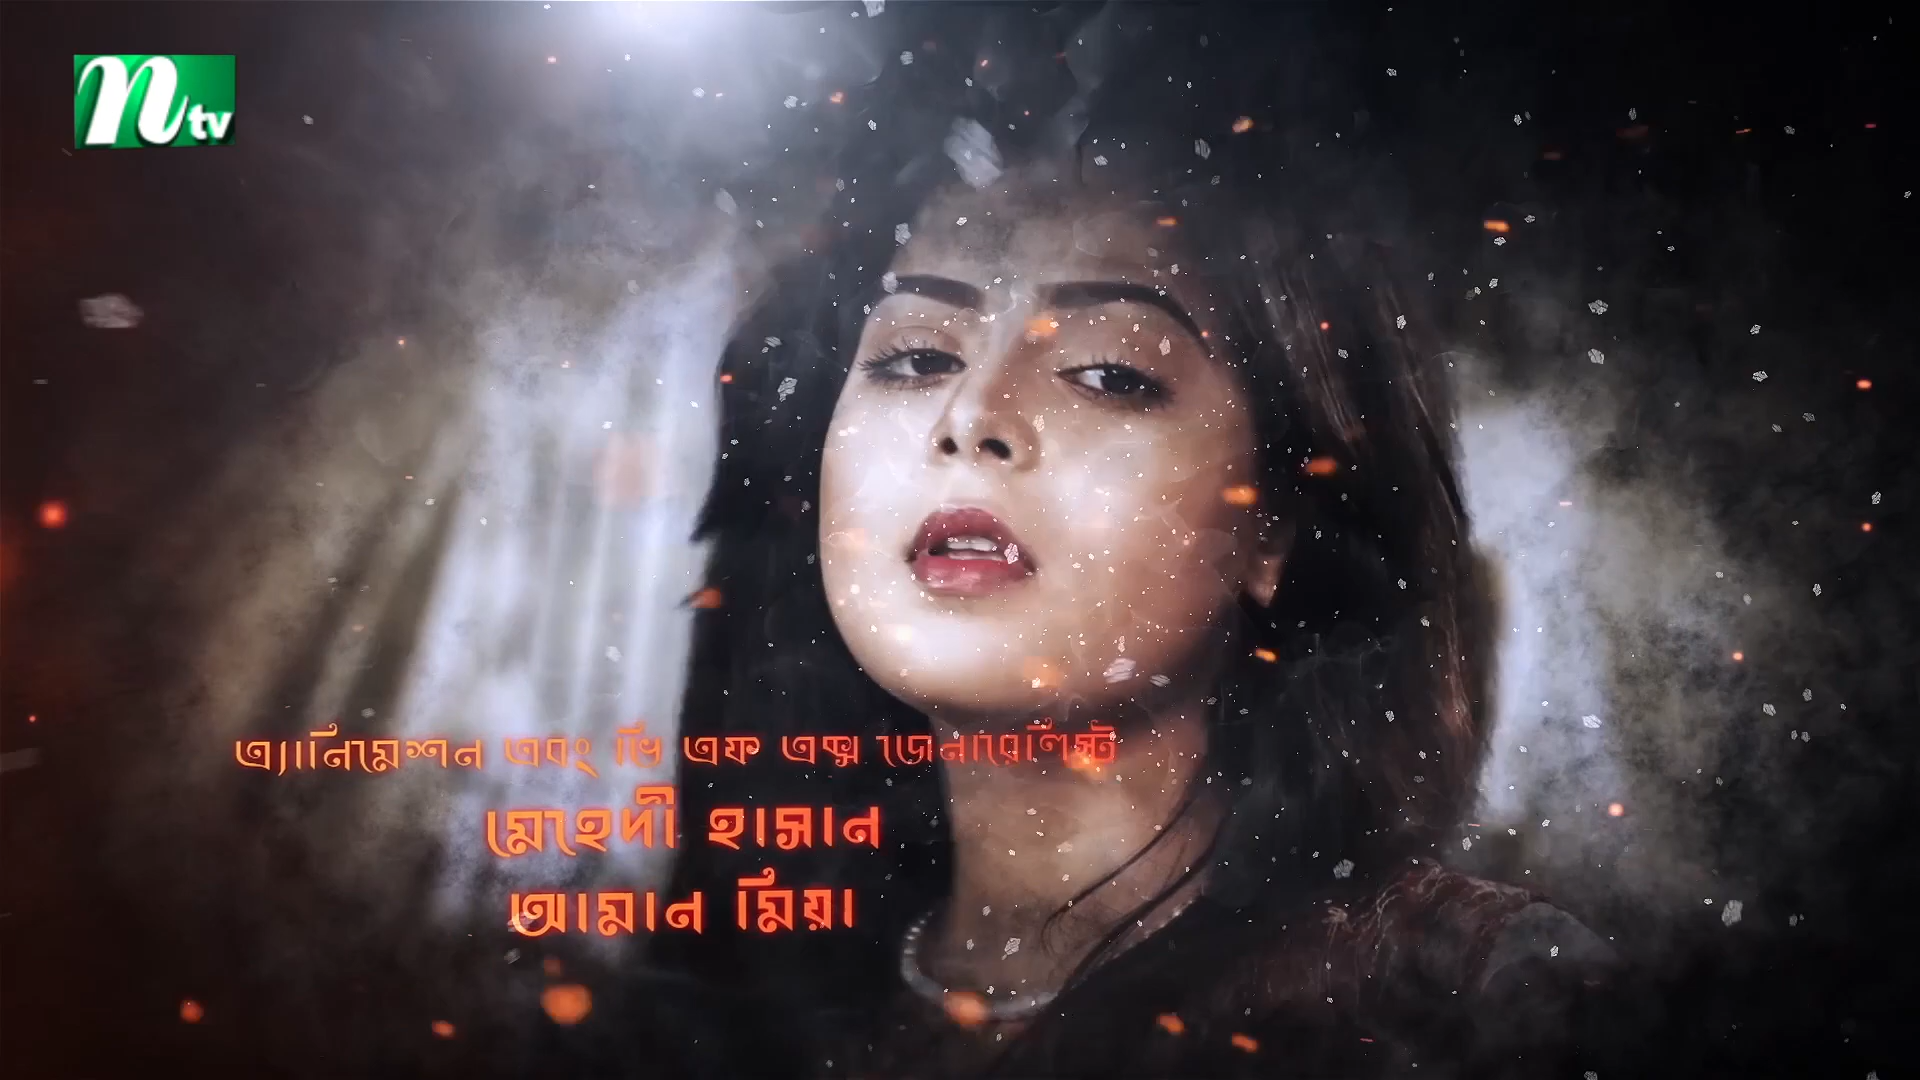 ntv
এ্যানিমেশন এবং ভি এফ এক্স জেনারেলিস্ট
মেহেদী হাসান
আমান মিয়া